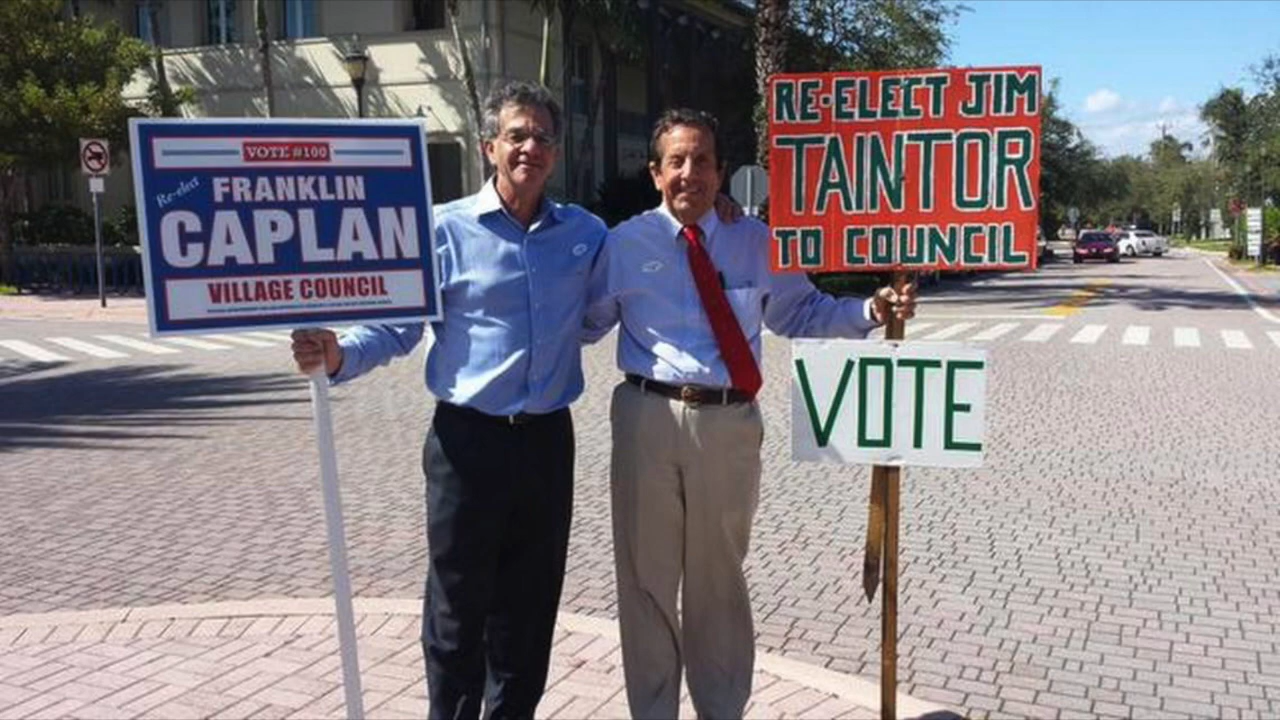 VOTE #100
Re-elect
FRANKLIN
CAPLAN
VILLAGE COUNCIL
RE-ELECT JIM
TAINTOR
TO COUNCIL
VOTE